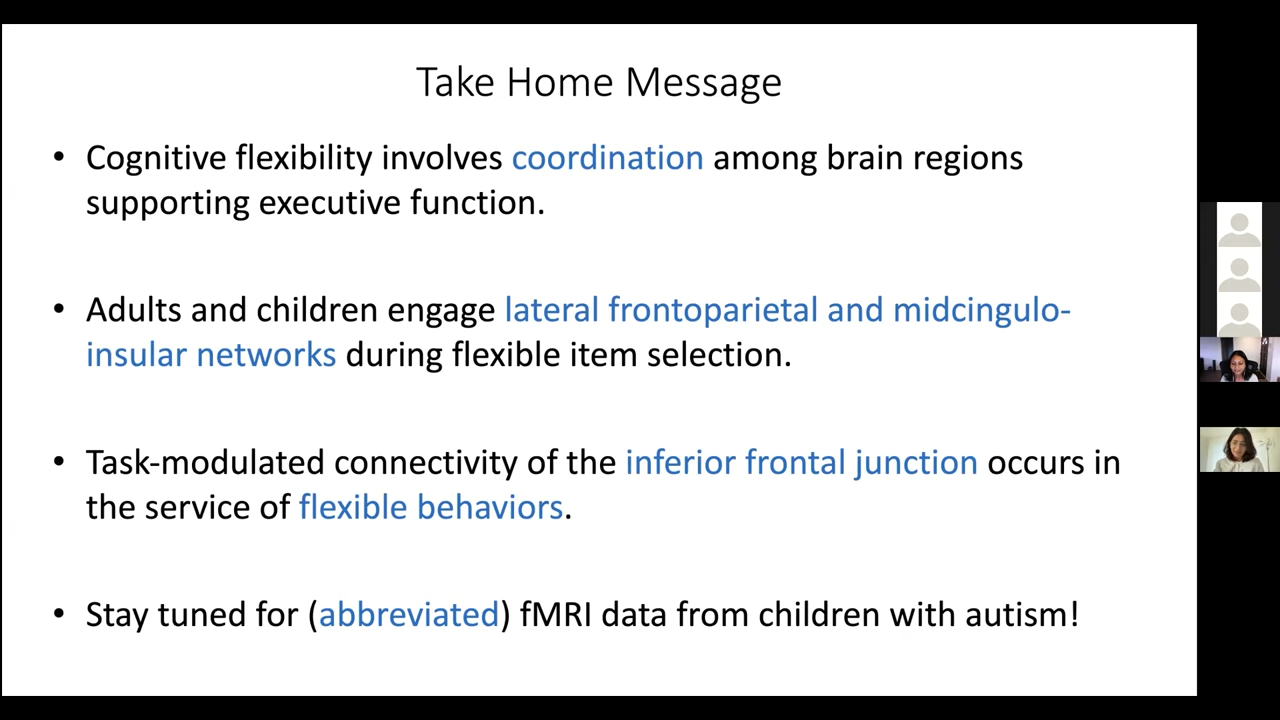 Take Home Message
• Cognitive flexibility involves coordination among brain regions
supporting executive function.
• Adults and children engage lateral frontoparietal and midcingulo-
insular networks during flexible item selection.
• Task-modulated connectivity of the inferior frontal junction occurs in
the service of flexible behaviors.
• Stay tuned for (abbreviated) fMRI data from children with autism!